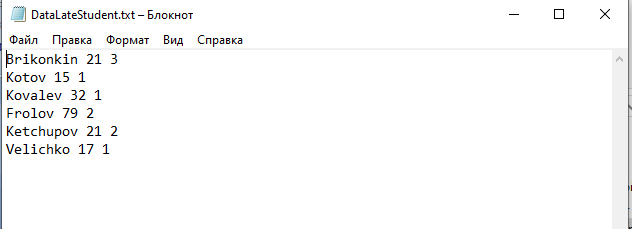 DataLateStudent.txt – Блокнот
Файл Правка Формат Вид Справка
Brikonkin 21 3
Kotov 15 1
Kovalev 32 1
Frolov 79 2
Ketchupov 21 2
Velichko 17 1